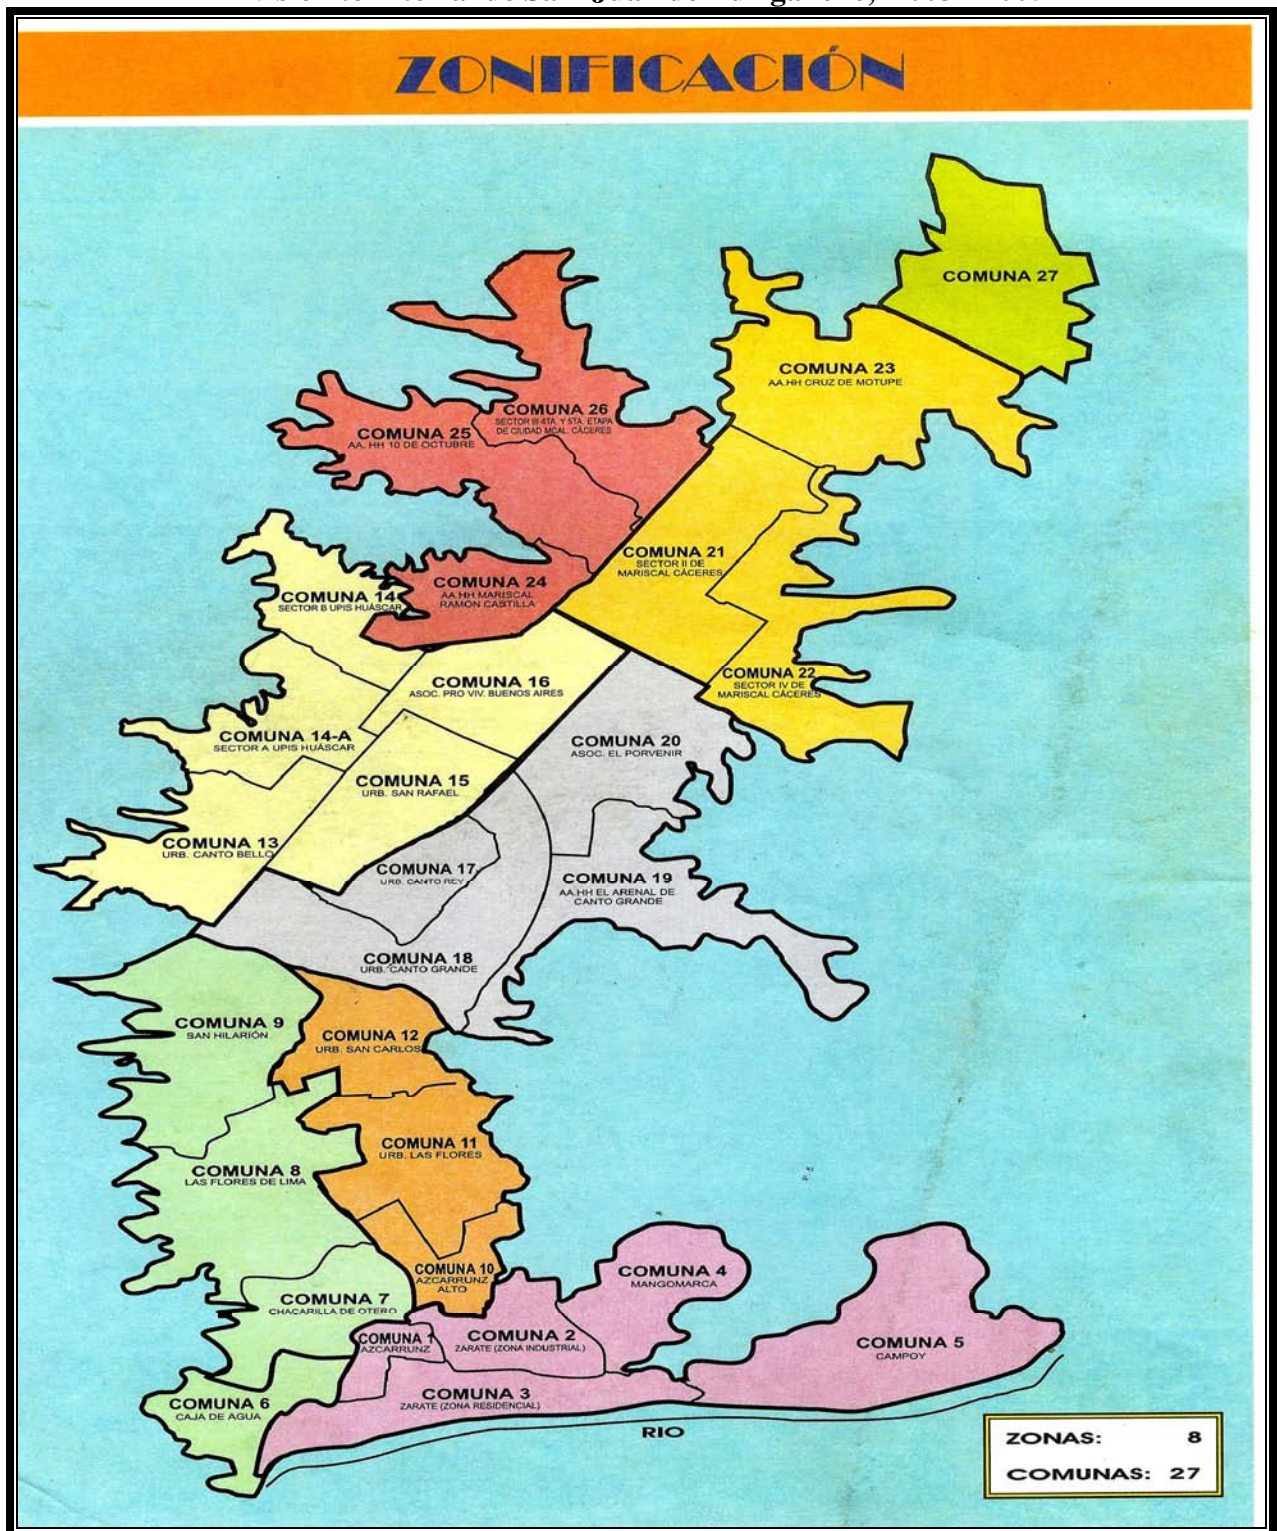 ZONIFICACIÓN
COMUNA 27
COMUNA 23
AA.HH CRUZ DE MOTUPE
COMUNA 26
SECTOR III 4TA. Y 5TA. ETAPA
DE CIUDAD MCAL. CÁCERES
COMUNA 25
AA. HH 10 DE OCTUBRE
COMUNA 21
SECTOR II DE
MARISCAL CÁCERES
COMUNA 24
AA.HH MARISCAL
RAMON CASTILLA
COMUNA 14
SECTOR B UPIS HUÁSCAR
COMUNA 22
SECTOR IV DE
MARISCAL CÁCERES
COMUNA 16
ASOC. PRO VIV. BUENOS AIRES
COMUNA 14-A
SECTOR A UPIS HUÁSCAR
COMUNA 20
ASOC. EL PORVENIR
COMUNA 15
URB. SAN RAFAEL
COMUNA 13
URB. CANTO BELLO
COMUNA 17
URB. CANTO REY
COMUNA 19
AA.HH EL ARENAL DE
CANTO GRANDE
COMUNA 18
URB. CANTO GRANDE
COMUNA 9
SAN HILARIÓN
COMUNA 12
URB. SAN CARLOS
COMUNA 11
URB. LAS FLORES
COMUNA 8
LAS FLORES DE LIMA
COMUNA 10
AZCARRUNZ
ALTO
COMUNA 4
MANGOMARCA
COMUNA 7
CHACARILLA DE OTERO
COMUNA 1
AZCARRUNZ
COMUNA 2
ZARATE (ZONA INDUSTRIAL)
COMUNA 5
CAMPOY
COMUNA 3
ZARATE (ZONA RESIDENCIAL)
COMUNA 6
CAJA DE AGUA
RIO
ZONAS: 8
COMUNAS: 27